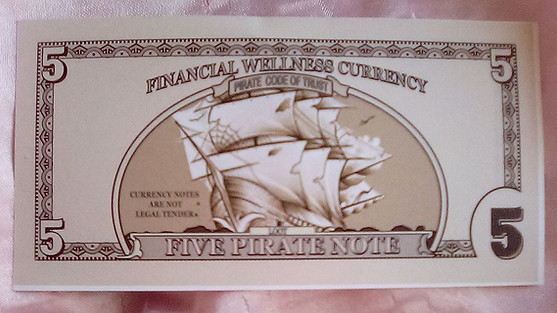 5 5
FINANCIAL WELLNESS CURRENCY
PIRATE CODE OF TRUST
CURRENCY NOTES
ARE NOT
LEGAL TENDER
LOOT
5 FIVE PIRATE NOTE 5